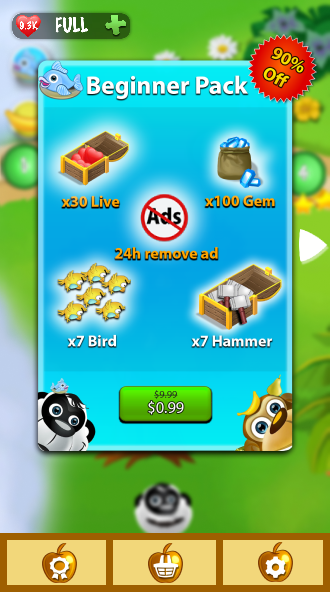 9.3K FULL
90%
Off
Beginner Pack
x30 Live
x100 Gem
Ads
24h remove ad
x7 Bird
x7 Hammer
$9.99
$0.99